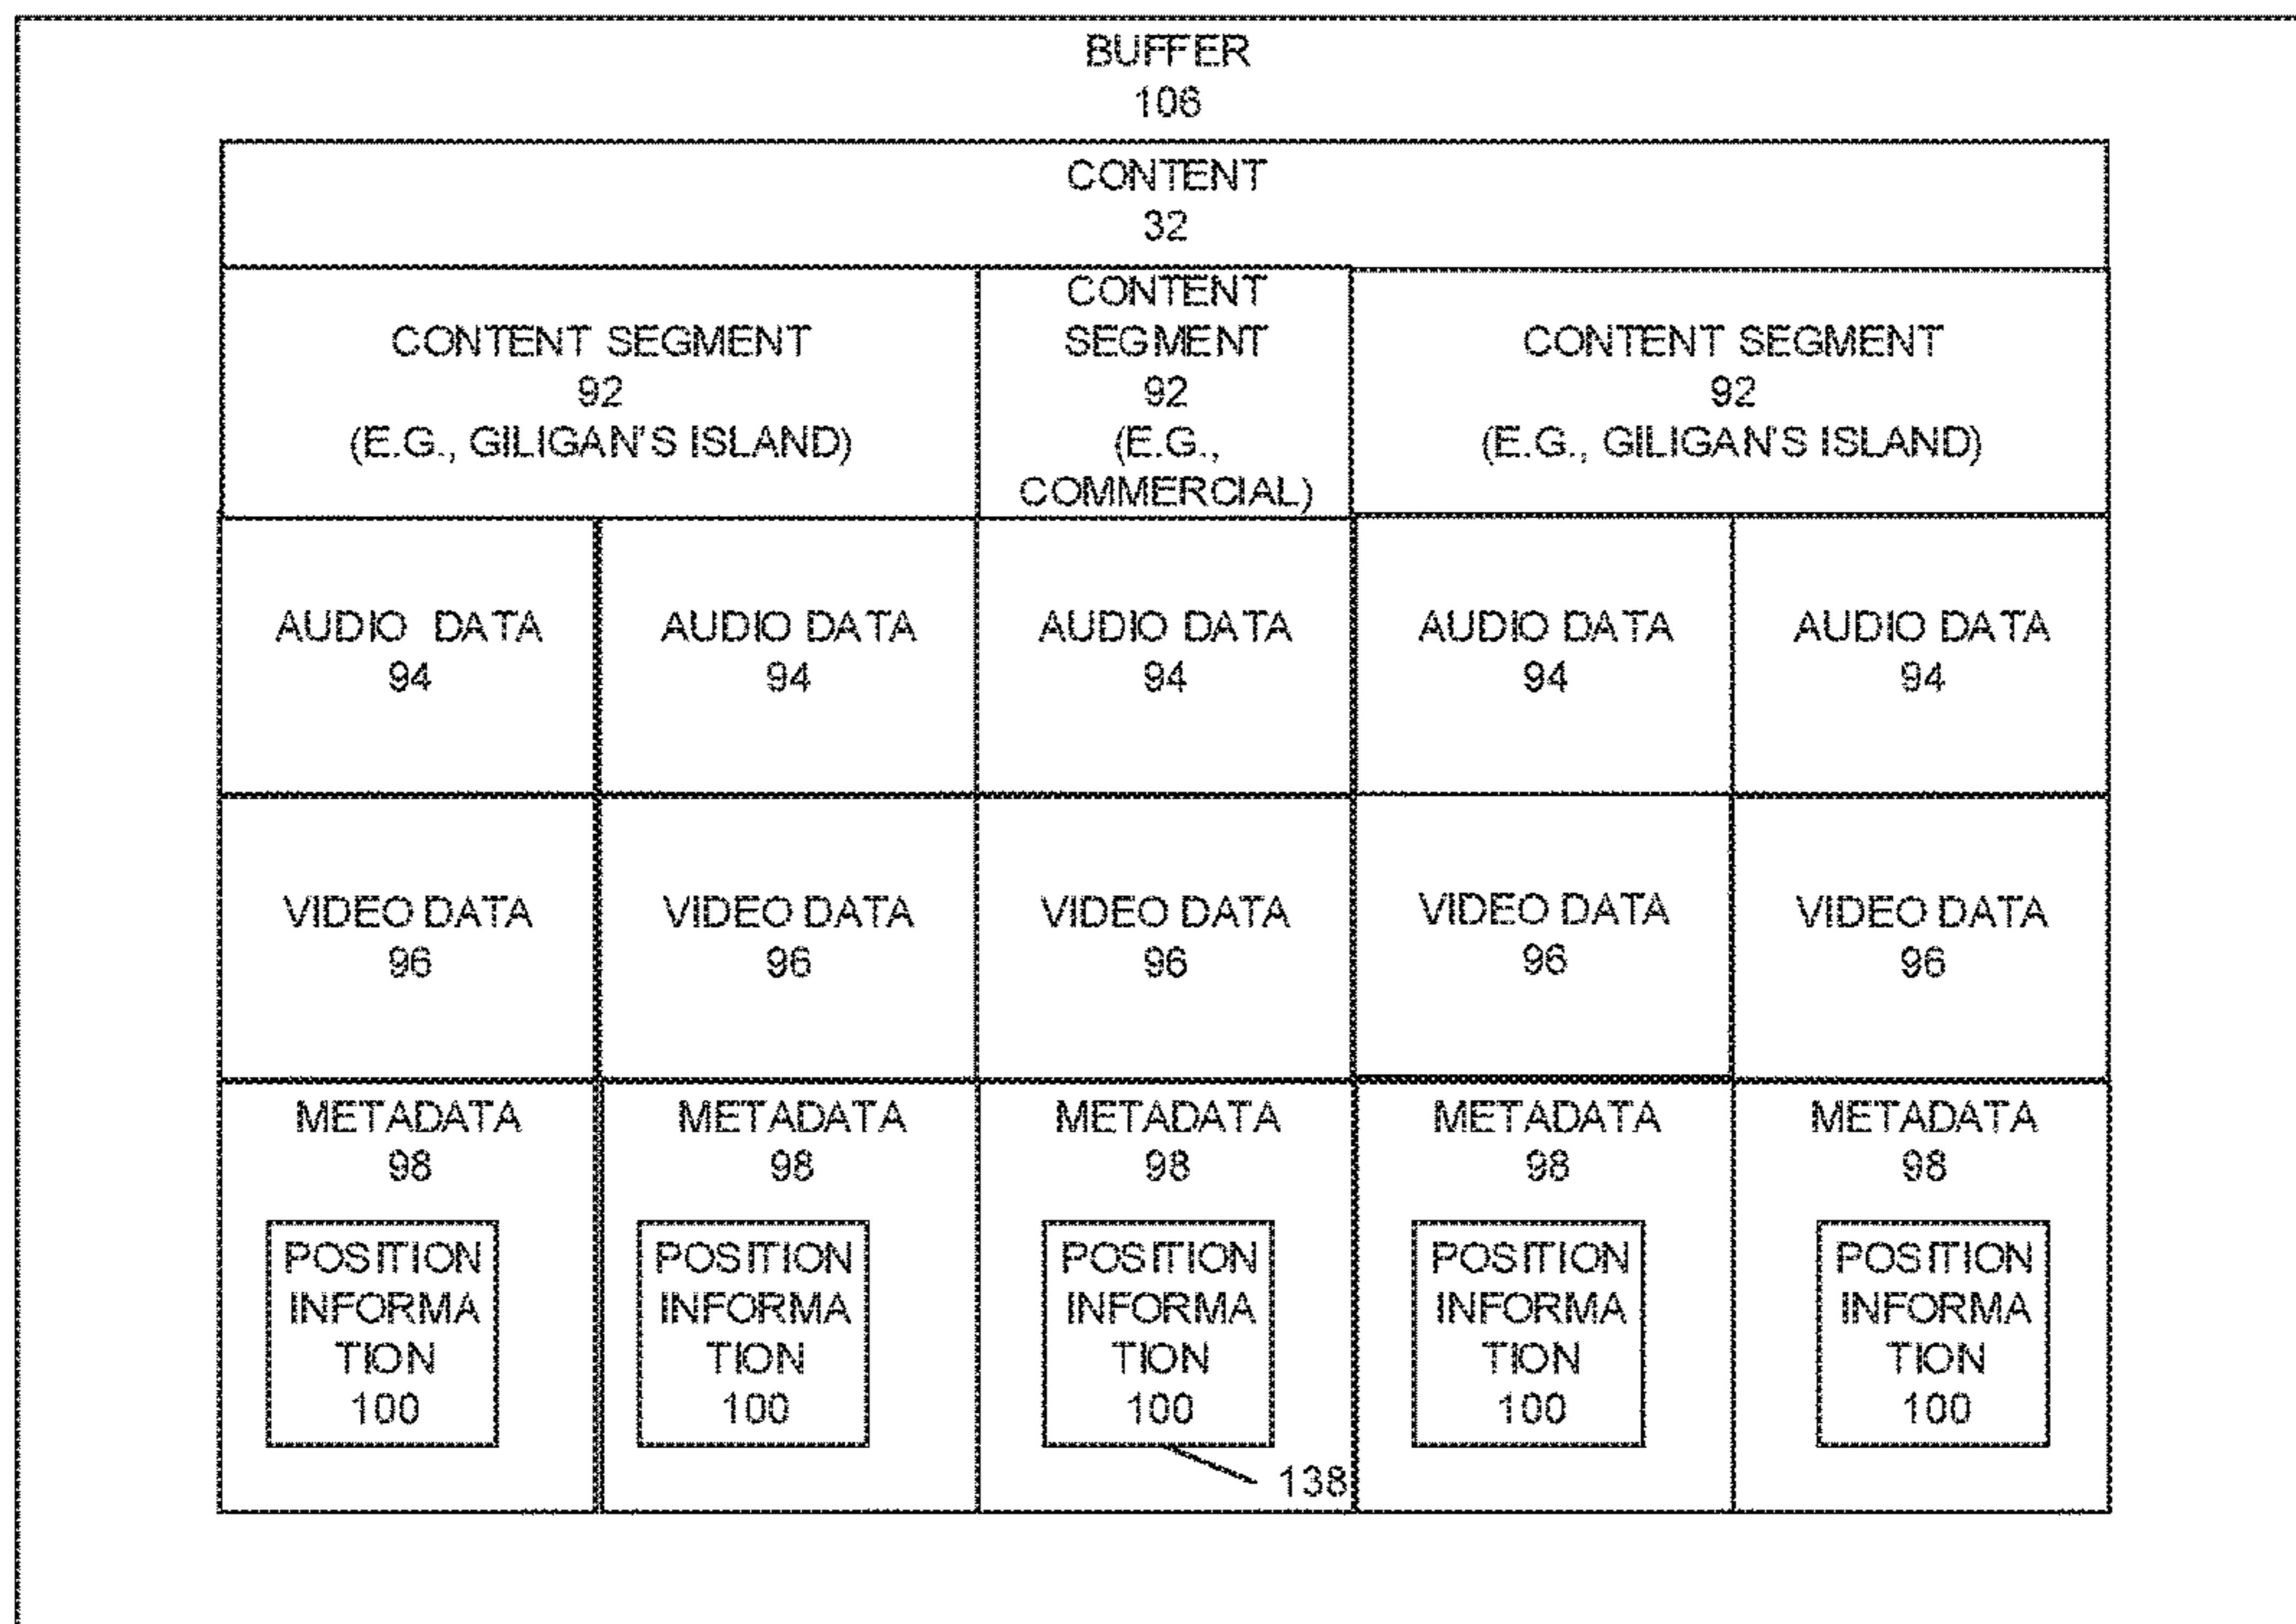 BUFFER
106
CONTENT
32
CONTENT SEGMENT
92
(E.G., GILIGAN'S ISLAND)
CONTENT
SEGMENT
92
(E.G.,
COMMERCIAL)
CONTENT SEGMENT
92
(E.G., GILIGAN'S ISLAND)
AUDIO DATA
94
AUDIO DATA
94
AUDIO DATA
94
AUDIO DATA
94
AUDIO DATA
94
VIDEO DATA
96
VIDEO DATA
96
VIDEO DATA
96
VIDEO DATA
96
VIDEO DATA
96
METADATA
98
POSITION
INFORMA
TION
100
METADATA
98
POSITION
INFORMA
TION
100
METADATA
98
POSITION
INFORMA
TION
100
138
METADATA
98
POSITION
INFORMA
TION
100
METADATA
98
POSITION
INFORMA
TION
100